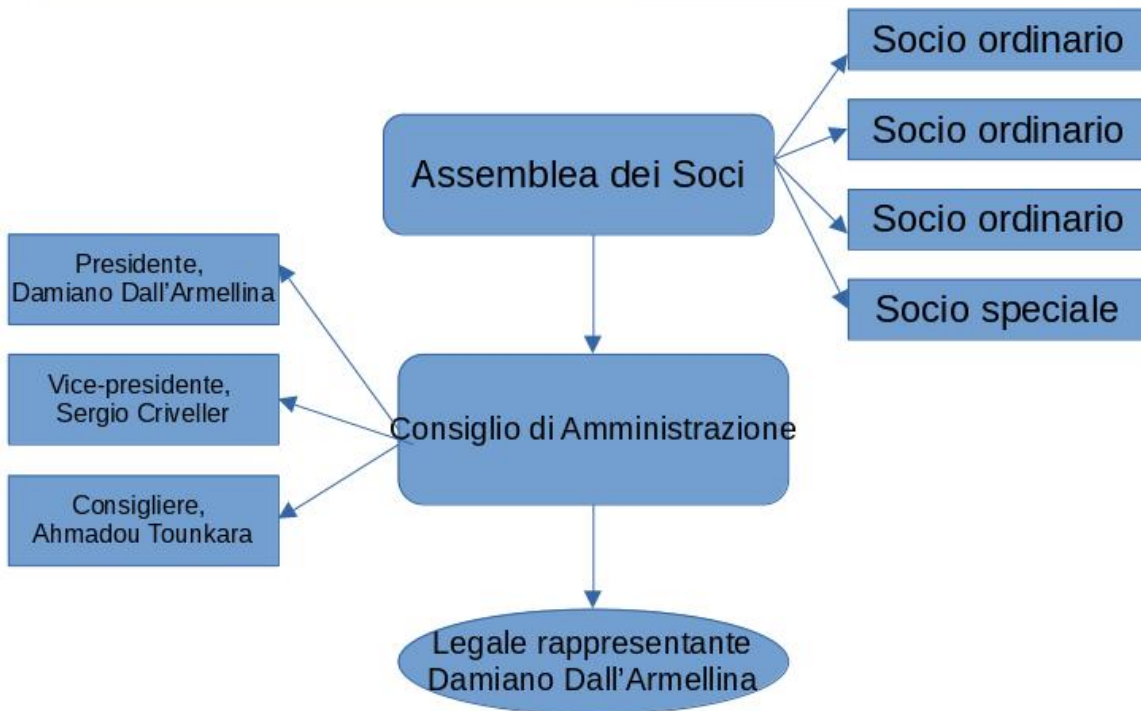 Socio ordinario
Assemblea dei Soci
Socio ordinario
Socio ordinario
Socio speciale
Presidente,
Damiano Dall'Armellina
Vice-presidente,
Sergio Criveller
Consigliere,
Ahmadou Tounkara
Consiglio di Amministrazione
Legale rappresentante
Damiano Dall'Armellina